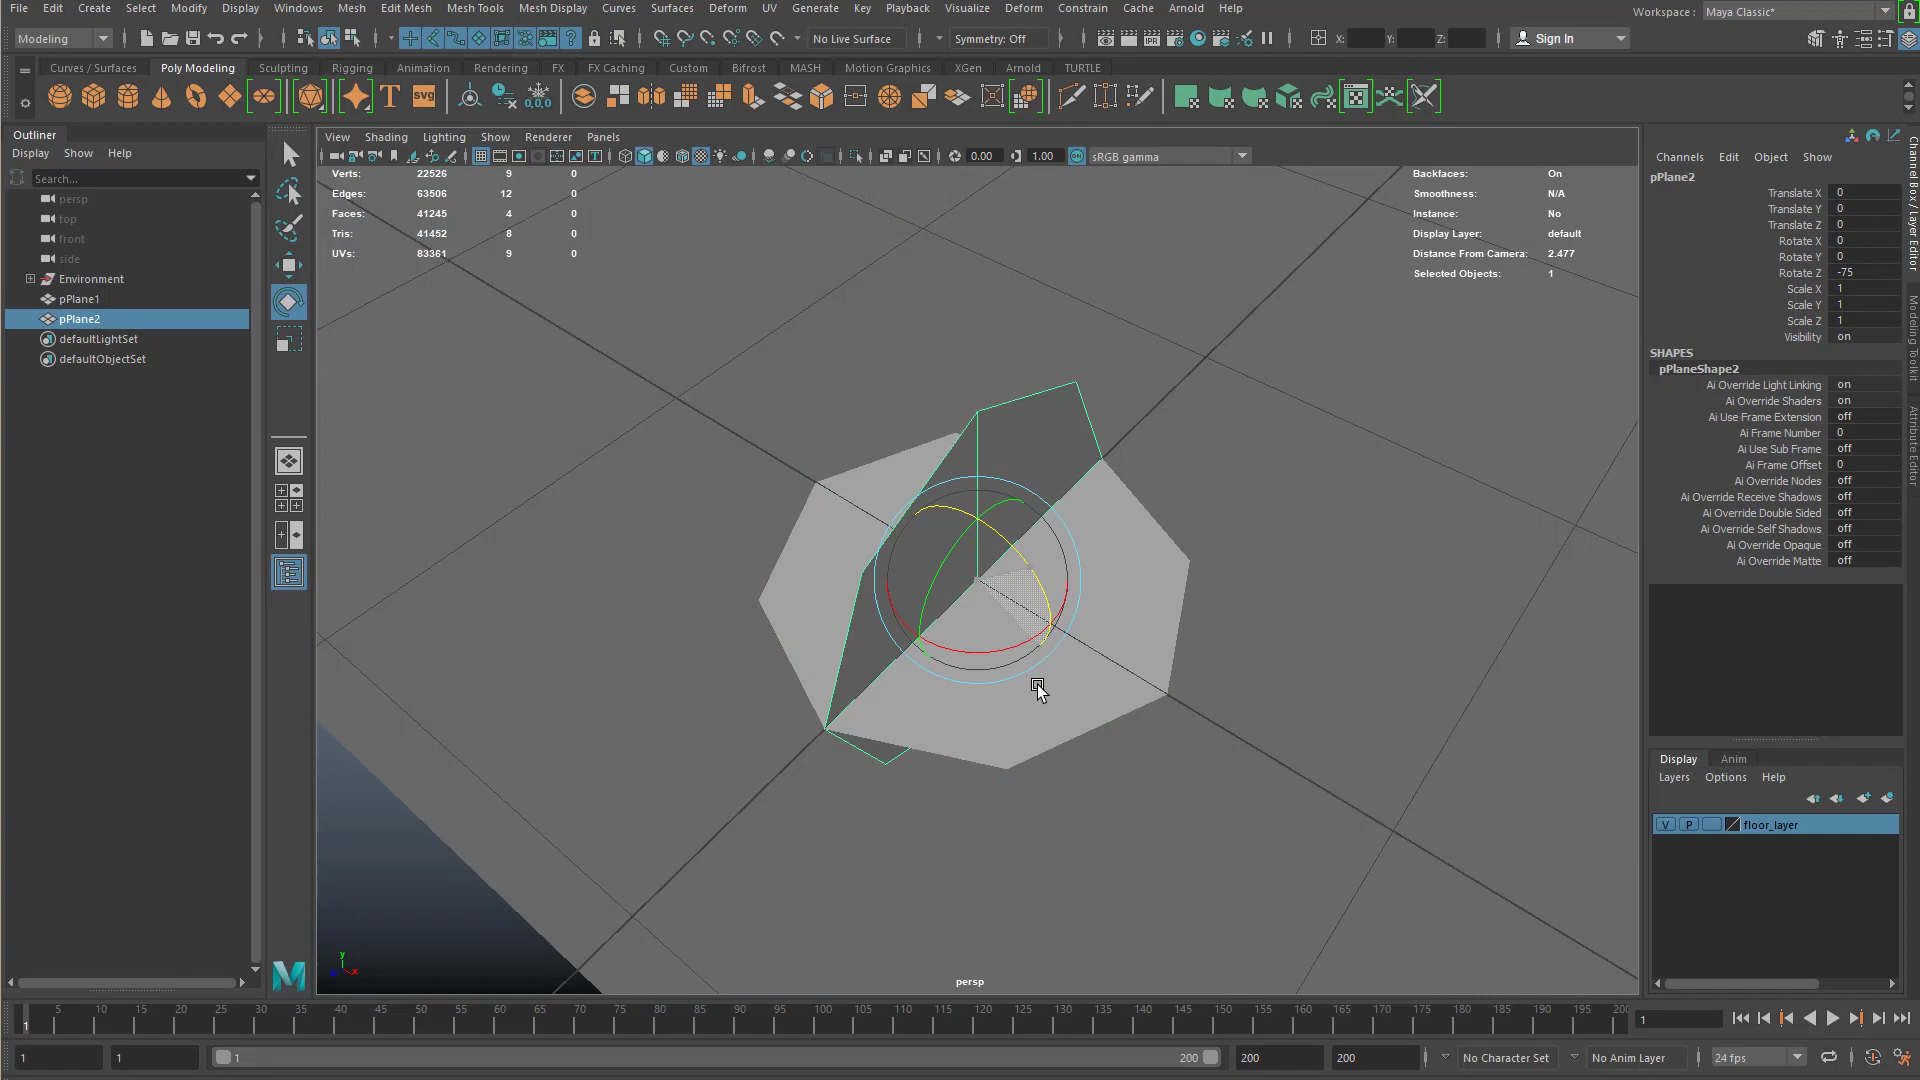 File Edit Create Select Modify Display Windows Mesh Edit Mesh Mesh Tools Mesh Display Curves Surfaces Deform UV Generate Key Playback Visualize Deform Constrain Cache Arnold Help
Workspace : Maya Classic*
Modeling No Live Surface Symmetry: Off X: Y: Z: Sign In
Curves / Surfaces Poly Modeling Sculpting Rigging Animation Rendering FX FX Caching Custom Bifrost MASH Motion Graphics XGen Arnold TURTLE
T svg 0,0,0
Outliner
Display Show Help
Search...
persp
top
front
side
Environment
pPlane1
pPlane2
defaultLightSet
defaultObjectSet
View Shading Lighting Show Renderer Panels
0.00 1.00 sRGB gamma
Verts: 22526 9 0
Edges: 63506 12 0
Faces: 41245 4 0
Tris: 41452 8 0
UVs: 83361 9 0
Backfaces: On
Smoothness: N/A
Instance: No
Display Layer: default
Distance From Camera: 2.477
Selected Objects: 1
y
x
persp
Channels Edit Object Show
pPlane2
Translate X 0
Translate Y 0
Translate Z 0
Rotate X 0
Rotate Y 0
Rotate Z -75
Scale X 1
Scale Y 1
Scale Z 1
Visibility on
SHAPES
pPlaneShape2
Ai Override Light Linking on
Ai Override Shaders on
Ai Use Frame Extension off
Ai Frame Number 0
Ai Use Sub Frame off
Ai Frame Offset 0
Ai Override Nodes off
Ai Override Receive Shadows off
Ai Override Double Sided off
Ai Override Self Shadows off
Ai Override Opaque off
Ai Override Matte off
Channel Box / Layer Editor
Modeling Toolkit
Attribute Editor
Display Anim
Layers Options Help
V P floor_layer
1 5 10 15 20 25 30 35 40 45 50 55 60 65 70 75 80 85 90 95 100 105 110 115 120 125 130 135 140 145 150 155 160 165 170 175 180 185 190 195 200
1
1 1 1 200 200 200 No Character Set No Anim Layer 24 fps